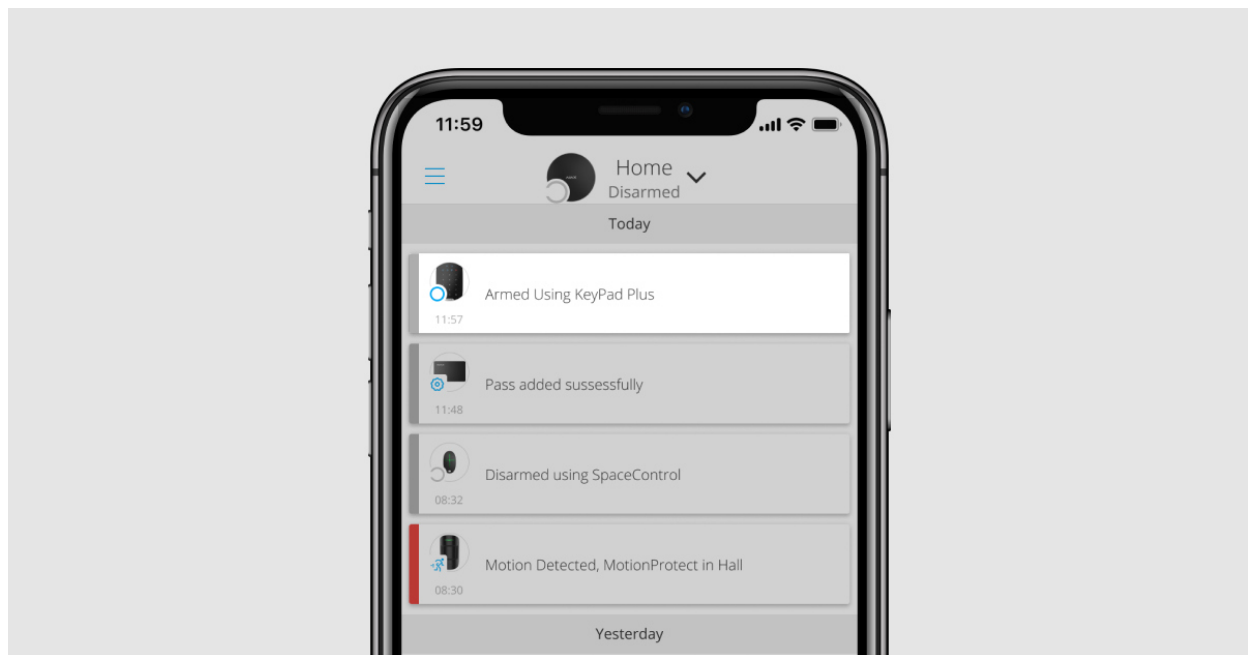 11:59
Home
Disarmed
Today
Armed Using KeyPad Plus
11:57
Pass added sussessfully
11:48
Disarmed using SpaceControl
08:32
Motion Detected, MotionProtect in Hall
08:30
Yesterday